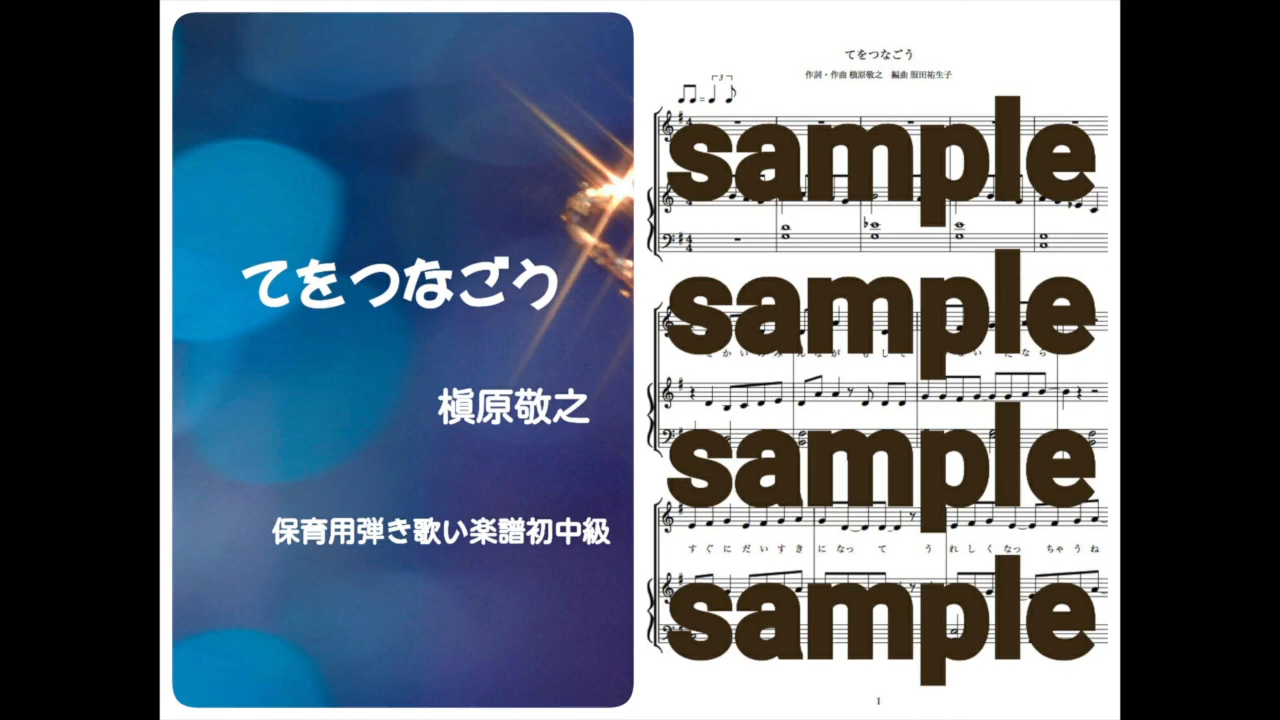 てをつなごう
槇原敬之
保育用弾き歌い楽譜初中級
てをつなごう
作詞・作曲 槇原敬之　編曲 服田祐生子
3
sample
sample
sample
sample
すぐにだいすきになって うれしくなっちゃうね
1